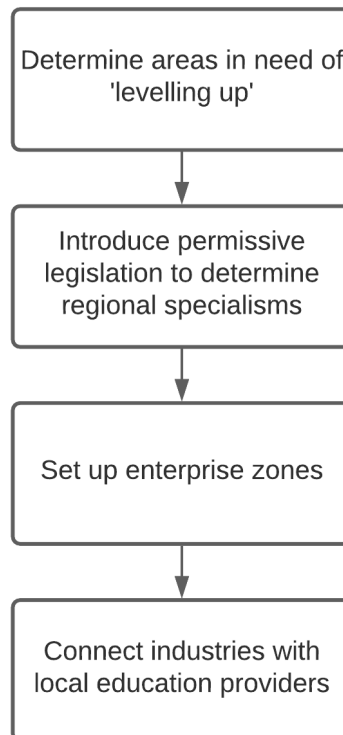 Determine areas in need of
'levelling up'
Introduce permissive
legislation to determine
regional specialisms
Set up enterprise zones
Connect industries with
local education providers